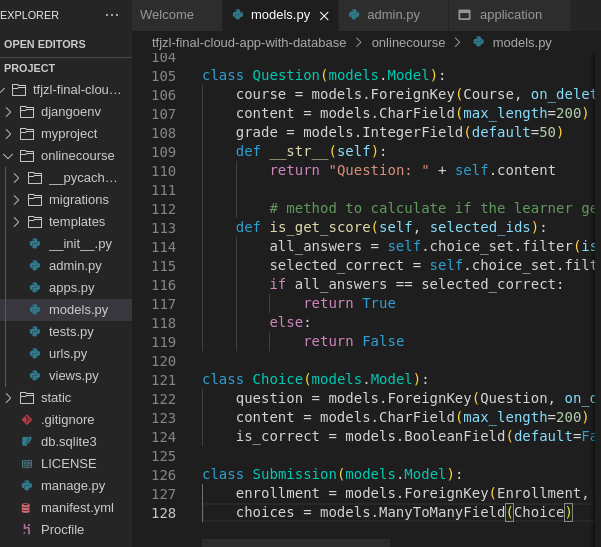 EXPLORER ···
Welcome models.py × admin.py application
OPEN EDITORS
PROJECT
tfjzl-final-clou...
djangoenv
myproject
onlinecourse
__pycach...
migrations
templates
__init__.py
admin.py
apps.py
models.py
tests.py
urls.py
views.py
static
.gitignore
db.sqlite3
LICENSE
manage.py
manifest.yml
Procfile
tfjzl-final-cloud-app-with-database > onlinecourse > models.py
104
105 class Question(models.Model):
106 course = models.ForeignKey(Course, on_delet
107 content = models.CharField(max_length=200)
108 grade = models.IntegerField(default=50)
109 def __str__(self):
110 return "Question: " + self.content
111
112 # method to calculate if the learner ge
113 def is_get_score(self, selected_ids):
114 all_answers = self.choice_set.filter(is
115 selected_correct = self.choice_set.filt
116 if all_answers == selected_correct:
117 return True
118 else:
119 return False
120
121 class Choice(models.Model):
122 question = models.ForeignKey(Question, on_d
123 content = models.CharField(max_length=200)
124 is_correct = models.BooleanField(default=Fa
125
126 class Submission(models.Model):
127 enrollment = models.ForeignKey(Enrollment,
128 choices = models.ManyToManyField(Choice)